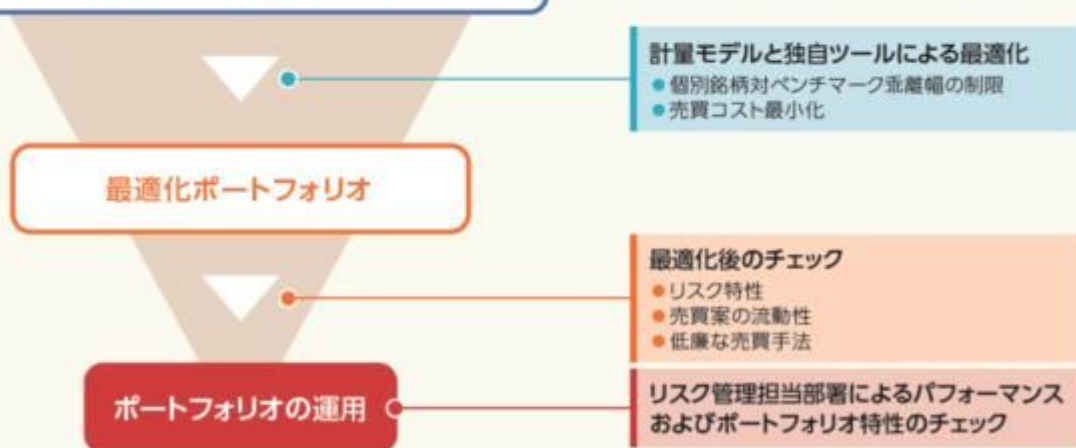 計量モデルと独自ツールによる最適化
●個別銘柄対ベンチマーク乖離幅の制限
●売買コスト最小化
最適化ポートフォリオ
最適化後のチェック
●リスク特性
●売買案の流動性
●低廉な売買手法
ポートフォリオの運用
リスク管理担当部署によるパフォーマンス
およびポートフォリオ特性のチェック